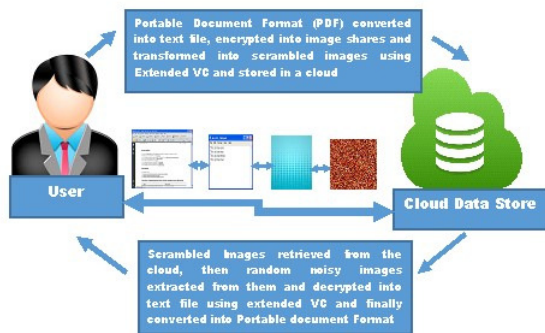 Portable Document Format (PDF) converted
into text file, encrypted into image shares and
transformed into scrambled images using
Extended VC and stored in a cloud
User
Cloud Data Store
Scrambled Images retrieved from the
cloud, then random noisy images
extracted from them and decrypted into
text file using extended VC and finally
converted into Portable document Format